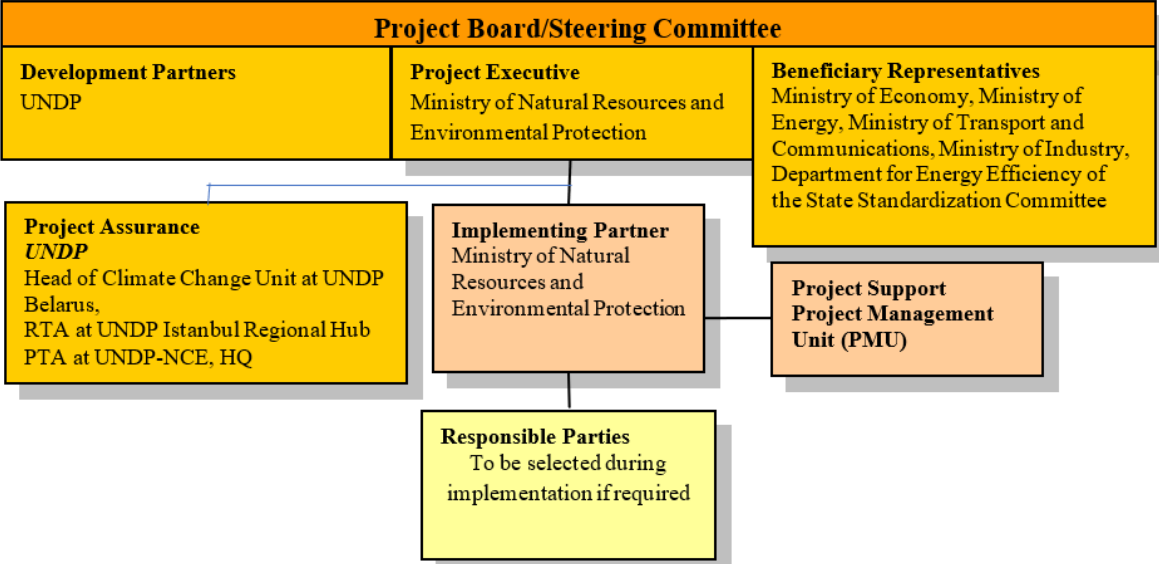 Project Board/Steering Committee
Development Partners
UNDP
Project Executive
Ministry of Natural Resources and
Environmental Protection
Beneficiary Representatives
Ministry of Economy, Ministry of
Energy, Ministry of Transport and
Communications, Ministry of Industry,
Department for Energy Efficiency of
the State Standardization Committee
Project Assurance
UNDP
Head of Climate Change Unit at UNDP
Belarus,
RTA at UNDP Istanbul Regional Hub
PTA at UNDP-NCE, HQ
Implementing Partner
Ministry of Natural
Resources and
Environmental Protection
Project Support
Project Management
Unit (PMU)
Responsible Parties
To be selected during
implementation if required